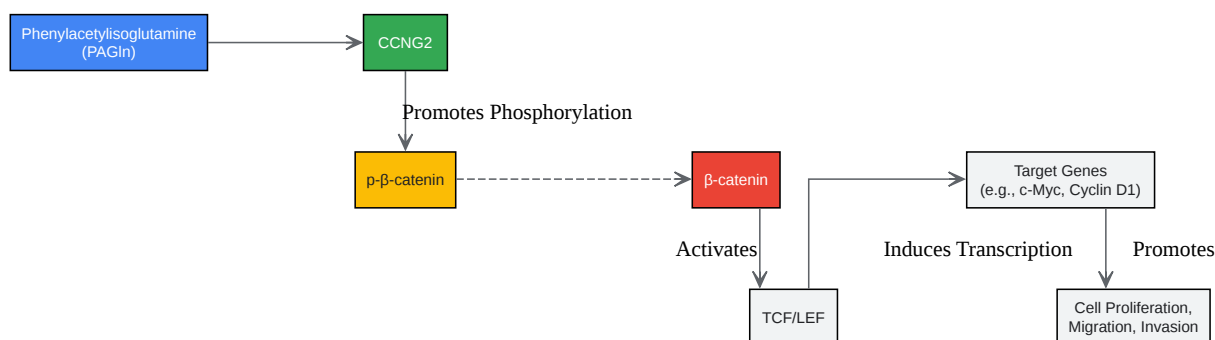 Phenylacetylisoglutamine
(PAGln)
CCNG2
Promotes Phosphorylation
p-β-catenin
β-catenin
Target Genes
(e.g., c-Myc, Cyclin D1)
Activates
Induces Transcription
Promotes
TCF/LEF
Cell Proliferation,
Migration, Invasion